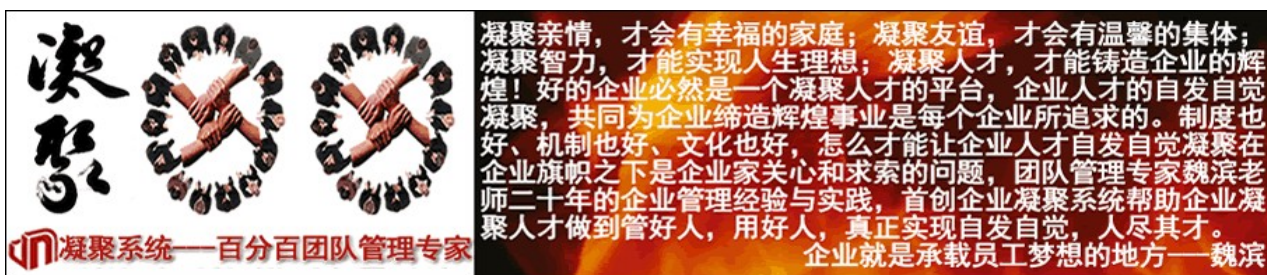 凝
聚
凝聚系统——百分百团队管理专家
凝聚亲情，才会有幸福的家庭；凝聚友谊，才会有温馨的集体；
凝聚智力，才能实现人生理想；凝聚人才，才能铸造企业的辉
煌！好的企业必然是一个凝聚人才的平台，企业人才的自发自觉
凝聚，共同为企业缔造辉煌事业是每个企业所追求的。制度也
好、机制也好、文化也好，怎么才能让企业人才自发自觉凝聚在
企业旗帜之下是企业家关心和求索的问题，团队管理专家魏滨老
师二十年的企业管理经验与实践，首创企业凝聚系统帮助企业凝
聚人才做到管好人，用好人，真正实现自发自觉，人尽其才。
企业就是承载员工梦想的地方——魏滨